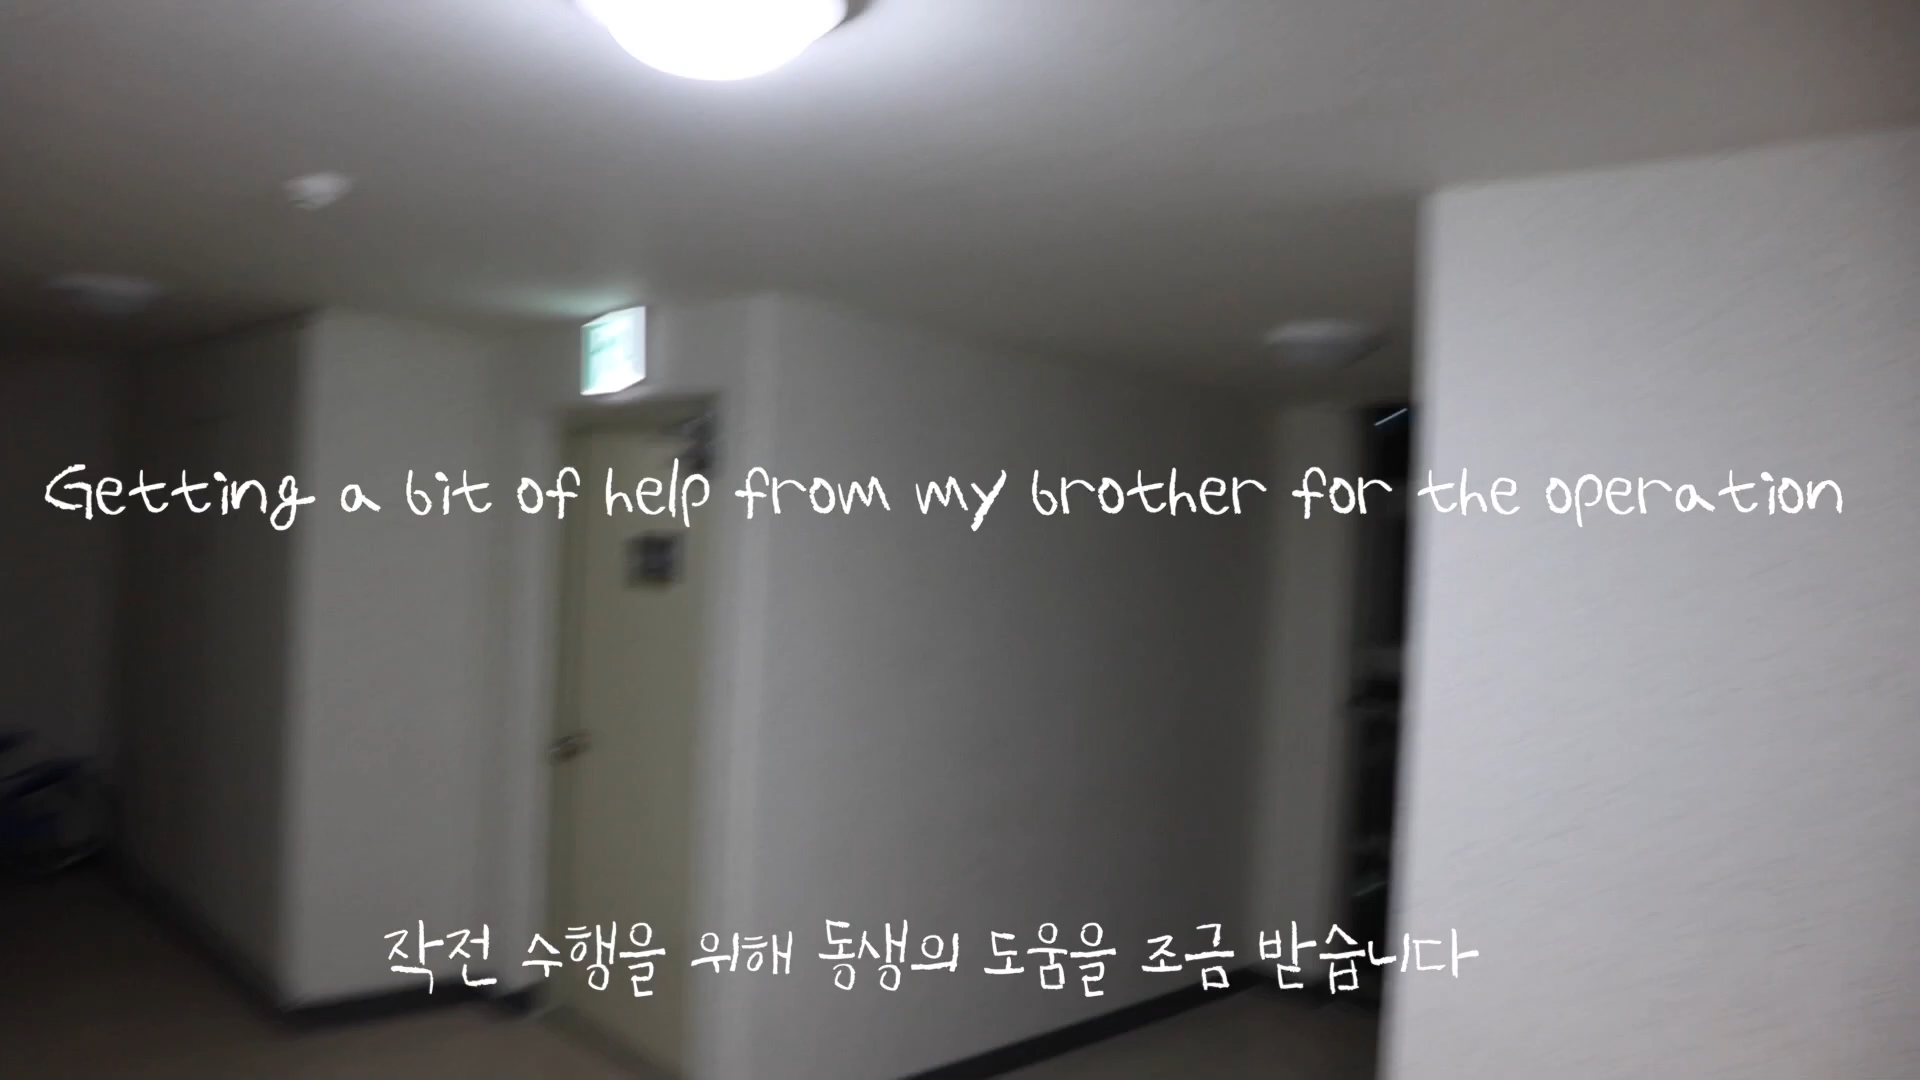 Getting a bit of help from my brother for the operation
작전 수행을 위해 동생의 도움을 조금 받습니다